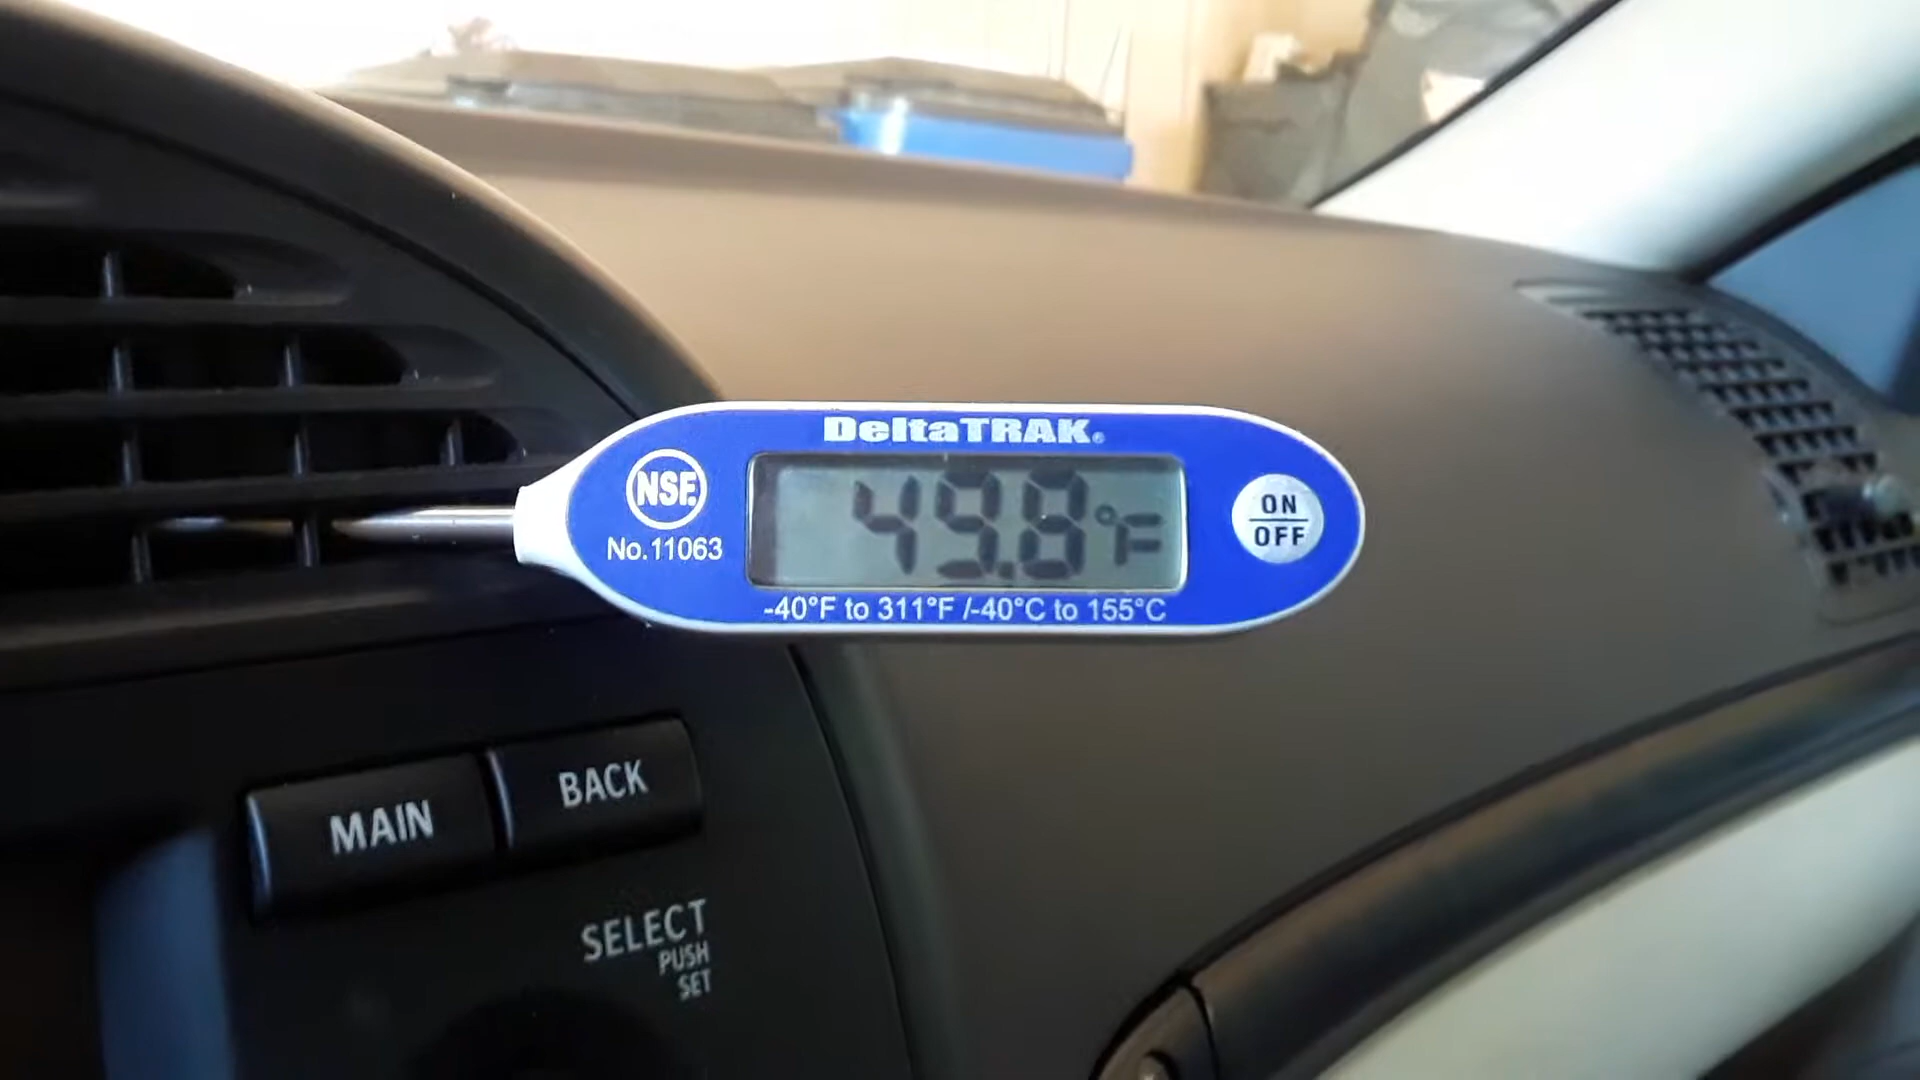 DeltaTRAK®
NSF.
No.11063
49.8°F
ON
OFF
-40°F to 311°F /-40°C to 155°C
MAIN
BACK
SELECT
PUSH
SET